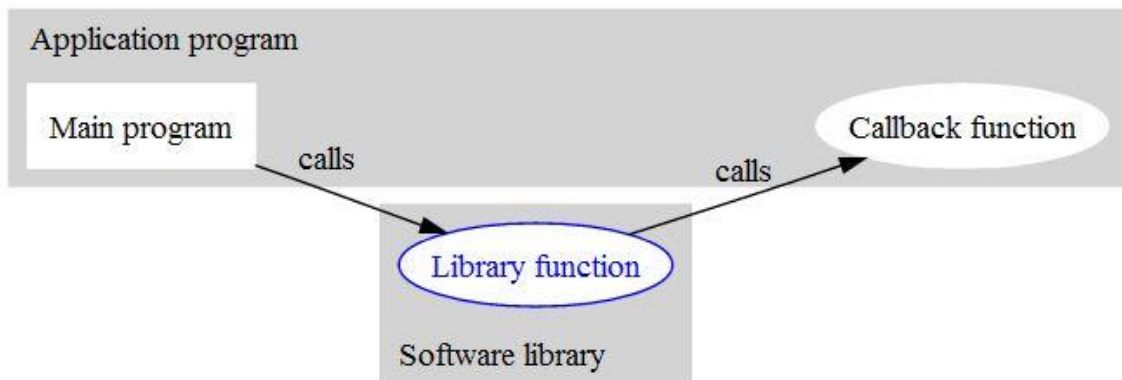 Application program
Main program
Callback function
calls
calls
Library function
Software library